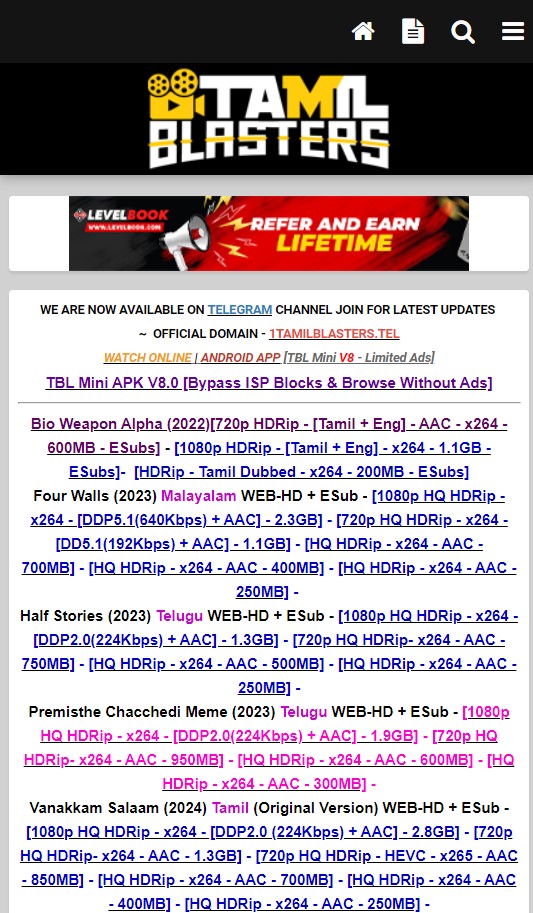 TAMIL
BLASTERS
LEVELBOOK
WWW.LEVELBOOK.COM
REFER AND EARN
LIFETIME
WE ARE NOW AVAILABLE ON TELEGRAM CHANNEL JOIN FOR LATEST UPDATES
~ OFFICIAL DOMAIN - 1TAMILBLASTERS.TEL
WATCH ONLINE | ANDROID APP [TBL Mini V8 - Limited Ads]
TBL Mini APK V8.0 [Bypass ISP Blocks & Browse Without Ads]
Bio Weapon Alpha (2022)[720p HDRip - [Tamil + Eng] - AAC - x264 -
600MB - ESubs] - [1080p HDRip - [Tamil + Eng] - x264 - 1.1GB -
ESubs]- [HDRip - Tamil Dubbed - x264 - 200MB - ESubs]
Four Walls (2023) Malayalam WEB-HD + ESub - [1080p HQ HDRip -
x264 - [DDP5.1(640Kbps) + AAC] - 2.3GB] - [720p HQ HDRip - x264 -
[DD5.1(192Kbps) + AAC] - 1.1GB] - [HQ HDRip - x264 - AAC -
700MB] - [HQ HDRip - x264 - AAC - 400MB] - [HQ HDRip - x264 - AAC -
250MB] -
Half Stories (2023) Telugu WEB-HD + ESub - [1080p HQ HDRip - x264 -
[DDP2.0(224Kbps) + AAC] - 1.3GB] - [720p HQ HDRip- x264 - AAC -
750MB] - [HQ HDRip - x264 - AAC - 500MB] - [HQ HDRip - x264 - AAC -
250MB] -
Premisthe Chacchedi Meme (2023) Telugu WEB-HD + ESub - [1080p
HQ HDRip - x264 - [DDP2.0(224Kbps) + AAC] - 1.9GB] - [720p HQ
HDRip- x264 - AAC - 950MB] - [HQ HDRip - x264 - AAC - 600MB] - [HQ
HDRip - x264 - AAC - 300MB] -
Vanakkam Salaam (2024) Tamil (Original Version) WEB-HD + ESub -
[1080p HQ HDRip - x264 - [DDP2.0 (224Kbps) + AAC] - 2.8GB] - [720p
HQ HDRip- x264 - AAC - 1.3GB] - [720p HQ HDRip - HEVC - x265 - AAC
- 850MB] - [HQ HDRip - x264 - AAC - 700MB] - [HQ HDRip - x264 - AAC
- 400MB] - [HQ HDRip - x264 - AAC - 250MB] -